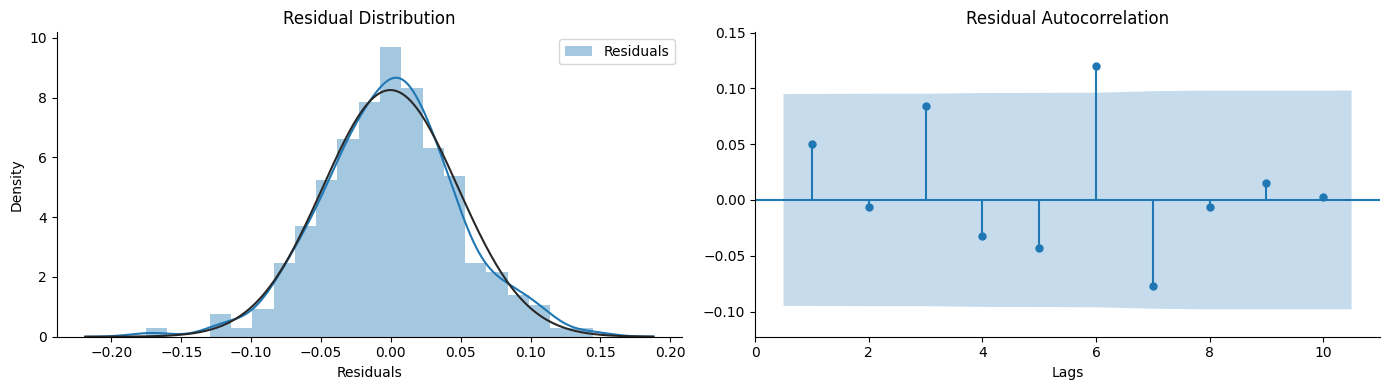 Residual Distribution
Residuals
10
8
6
4
2
0
Density
−0.20 −0.15 −0.10 −0.05 0.00 0.05 0.10 0.15 0.20
Residuals
Residual Autocorrelation
0.15
0.10
0.05
0.00
−0.05
−0.10
0 2 4 6 8 10
Lags